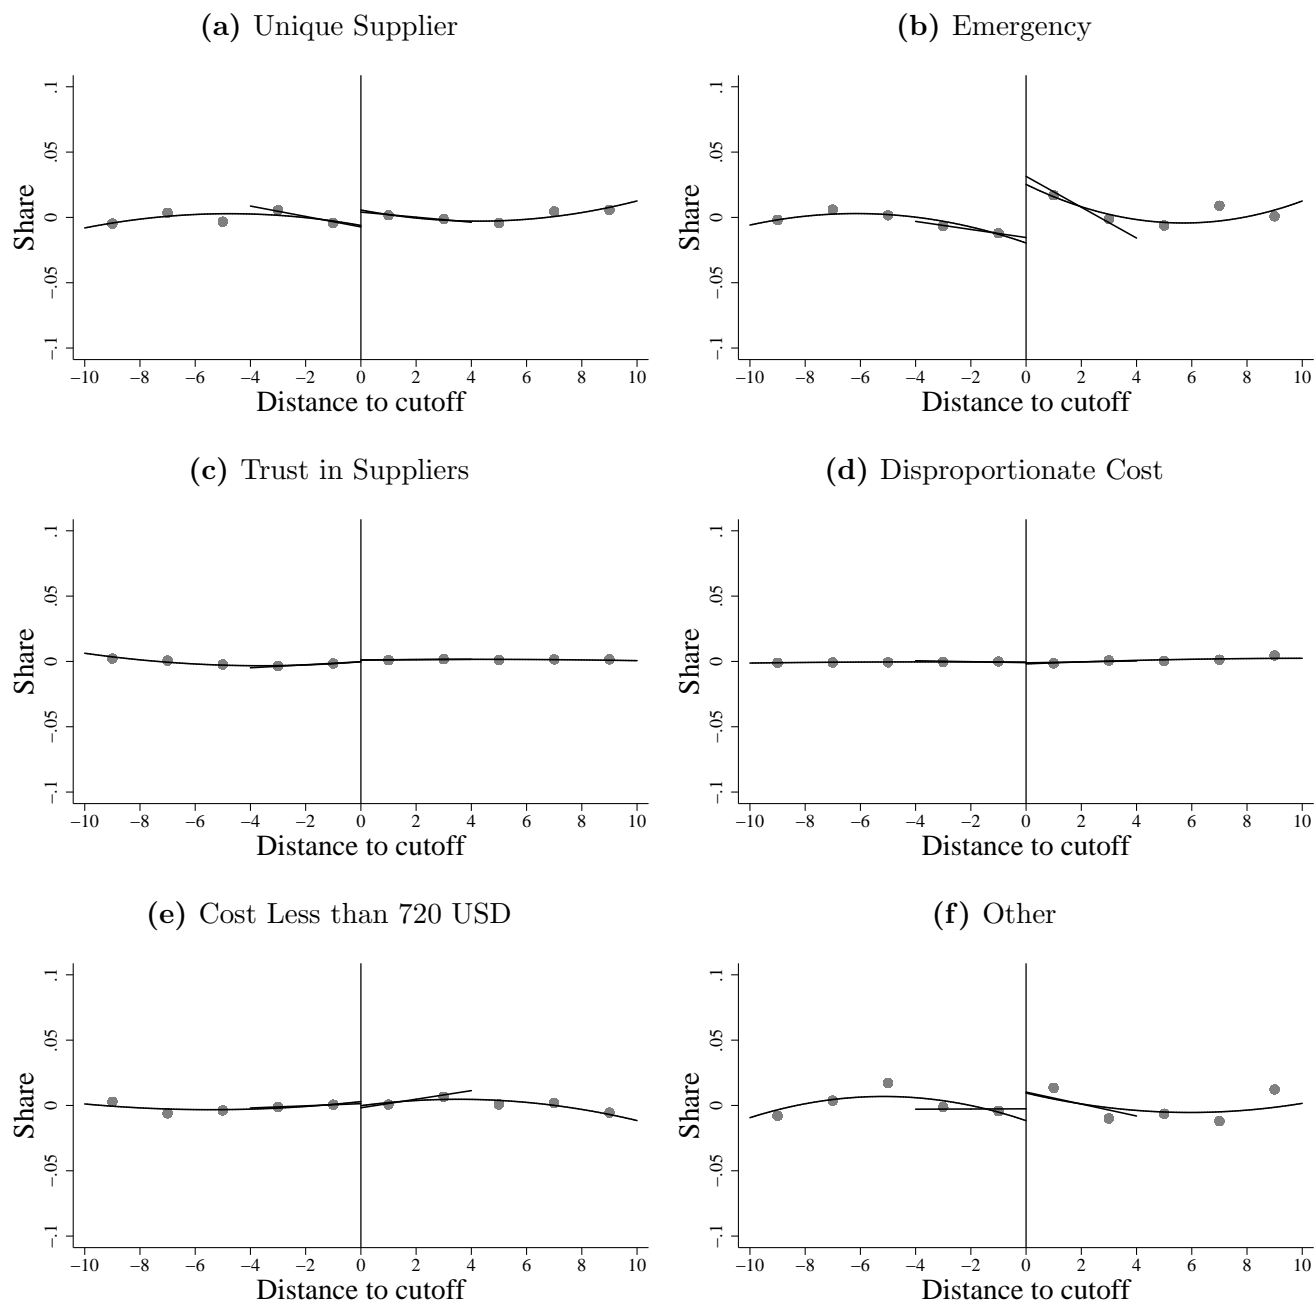 (a) Unique Supplier
.1
.05
0
−.05
−.1
Share
−10 −8 −6 −4 −2 0 2 4 6 8 10
Distance to cutoff
(b) Emergency
.1
.05
0
−.05
−.1
Share
−10 −8 −6 −4 −2 0 2 4 6 8 10
Distance to cutoff
(c) Trust in Suppliers
.1
.05
0
−.05
−.1
Share
−10 −8 −6 −4 −2 0 2 4 6 8 10
Distance to cutoff
(d) Disproportionate Cost
.1
.05
0
−.05
−.1
Share
−10 −8 −6 −4 −2 0 2 4 6 8 10
Distance to cutoff
(e) Cost Less than 720 USD
.1
.05
0
−.05
−.1
Share
−10 −8 −6 −4 −2 0 2 4 6 8 10
Distance to cutoff
(f) Other
.1
.05
0
−.05
−.1
Share
−10 −8 −6 −4 −2 0 2 4 6 8 10
Distance to cutoff